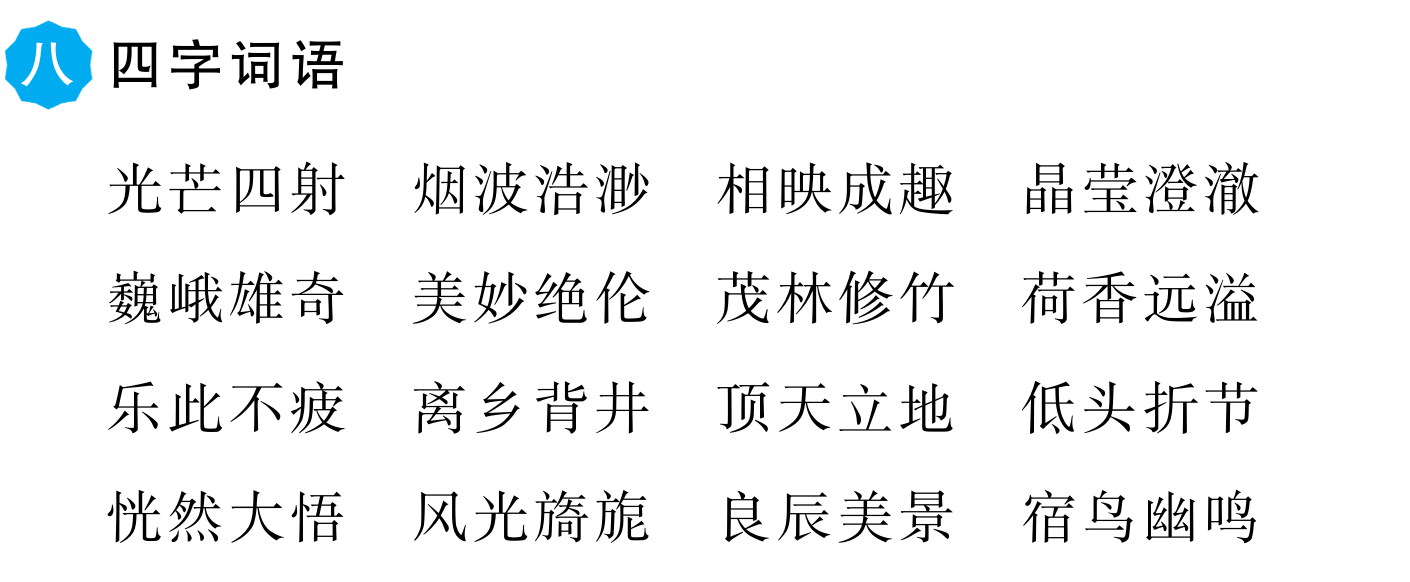 八 四字词语
光芒四射 烟波浩渺 相映成趣 晶莹澄澈
巍峨雄奇 美妙绝伦 茂林修竹 荷香远溢
乐此不疲 离乡背井 顶天立地 低头折节
恍然大悟 风光旖旎 良辰美景 宿鸟幽鸣